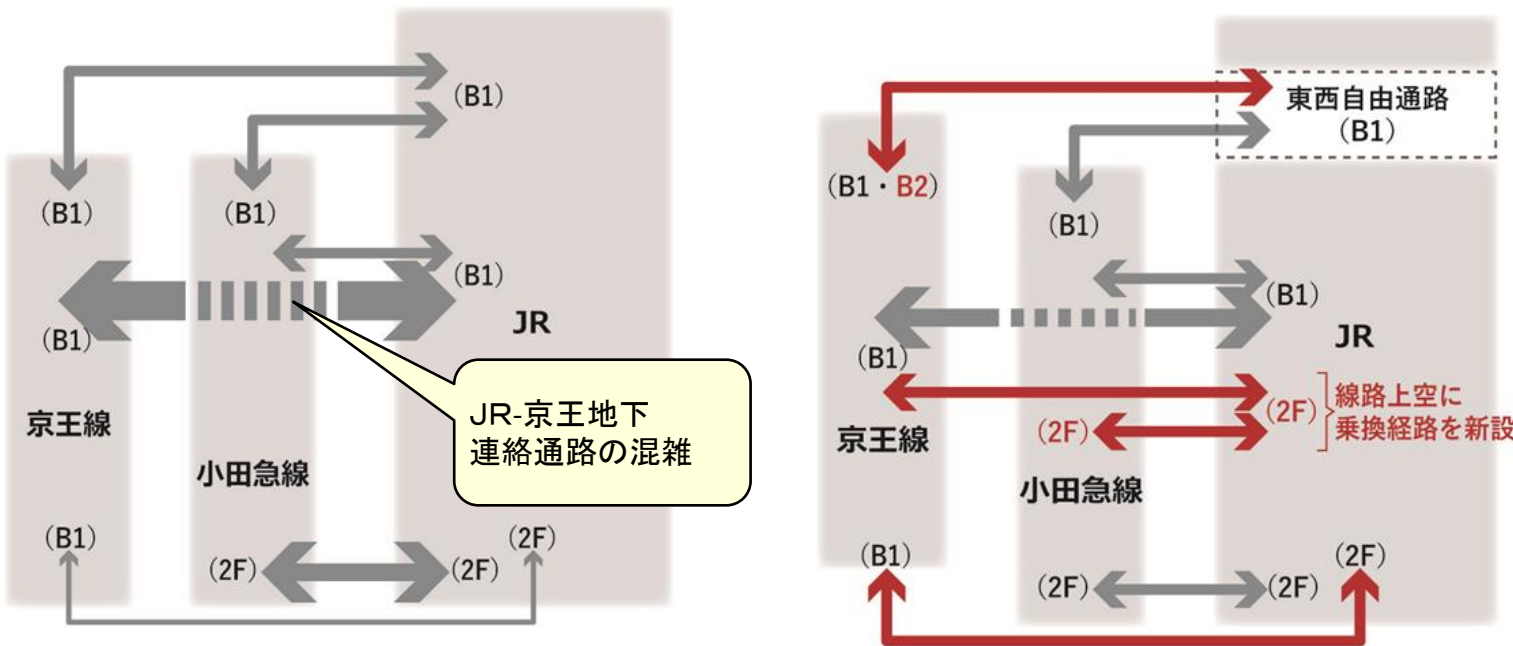 (B1)
(B1)
(B1)
(B1)
(B1)
JR
京王線
小田急線
JR-京王地下
連絡通路の混雑
(B1)
(2F)
(2F)
(2F)
東西自由通路
(B1)
(B1・B2)
(B1)
(B1)
(B1)
JR
京王線
(2F)
(2F)
線路上空に
乗換経路を新設
小田急線
(B1)
(2F)
(2F)
(2F)